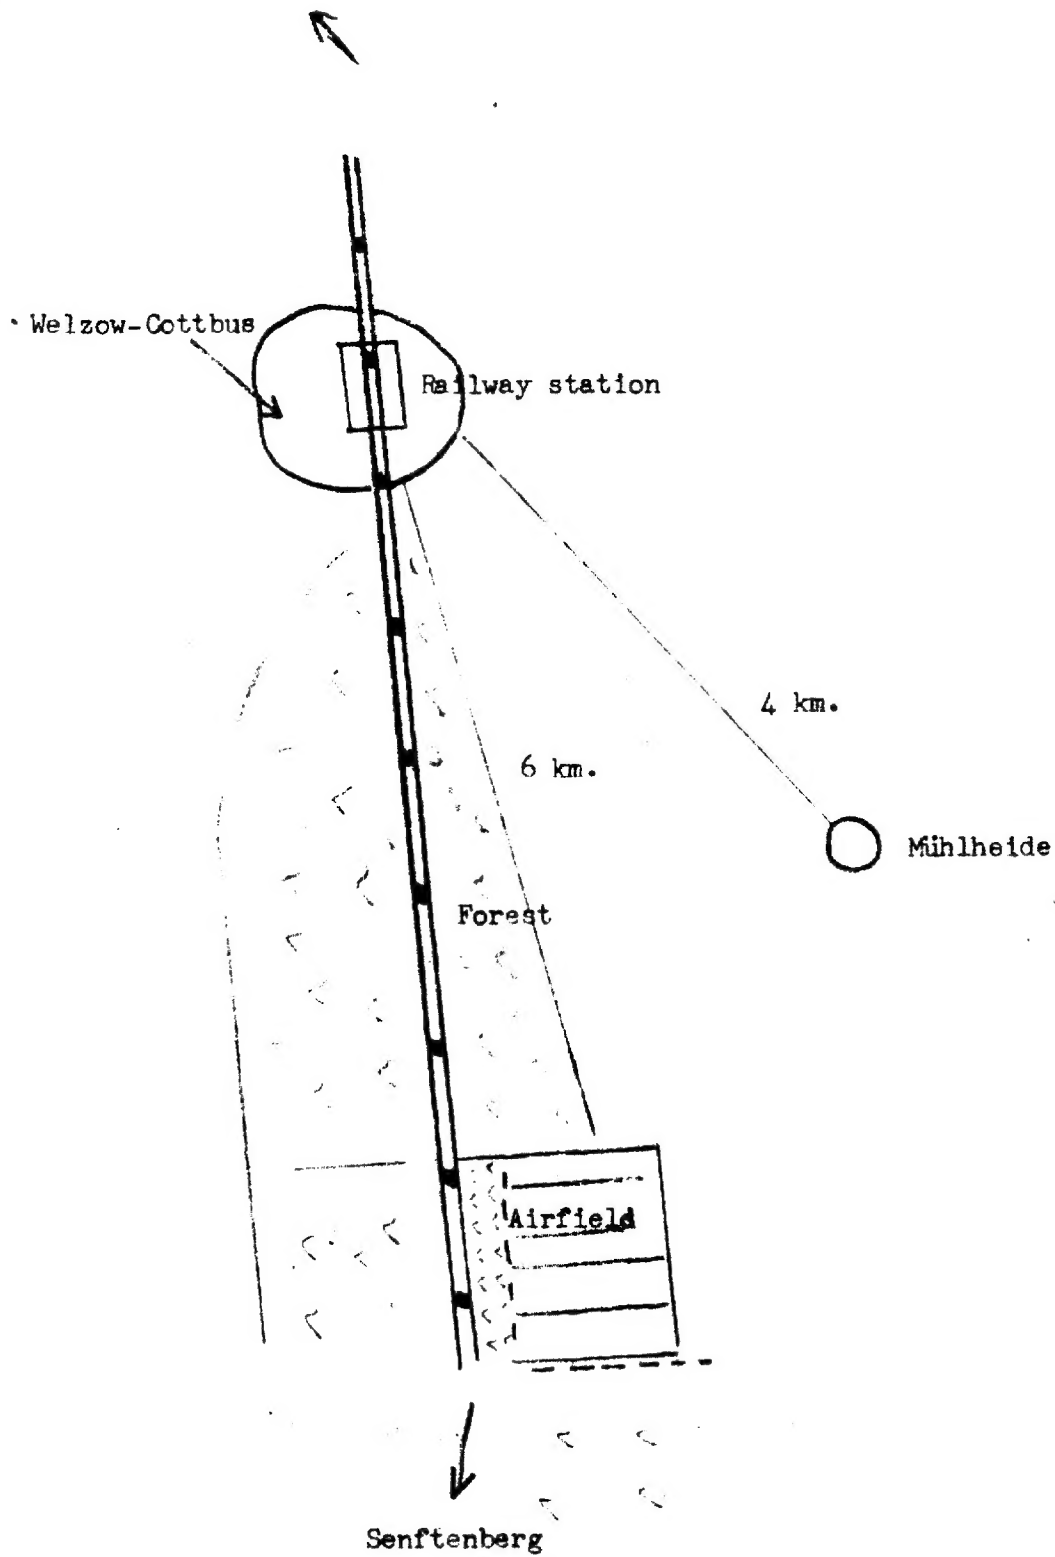 Welzow-Cottbus
Railway station
4 km.
6 km.
Mühlheide
Forest
Airfield
Senftenberg